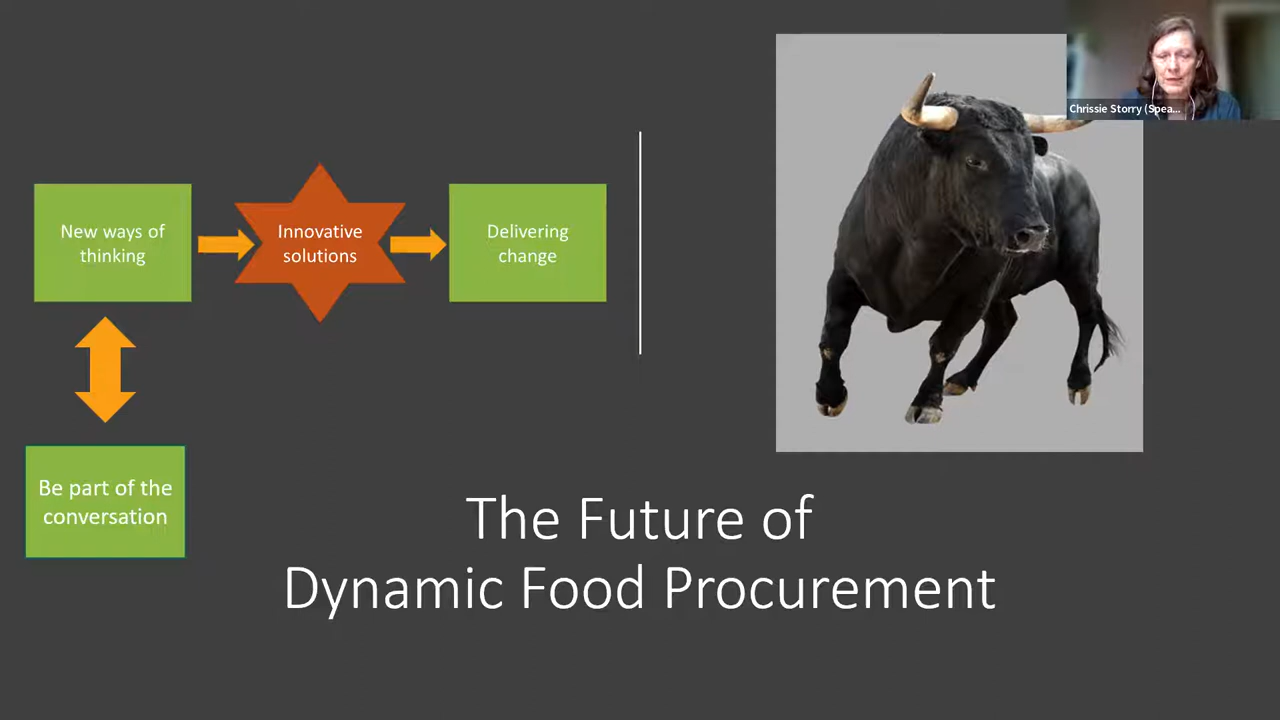 Chrissie Storry (Spea...
New ways of
thinking
Innovative
solutions
Delivering
change
Be part of the
conversation
The Future of
Dynamic Food Procurement